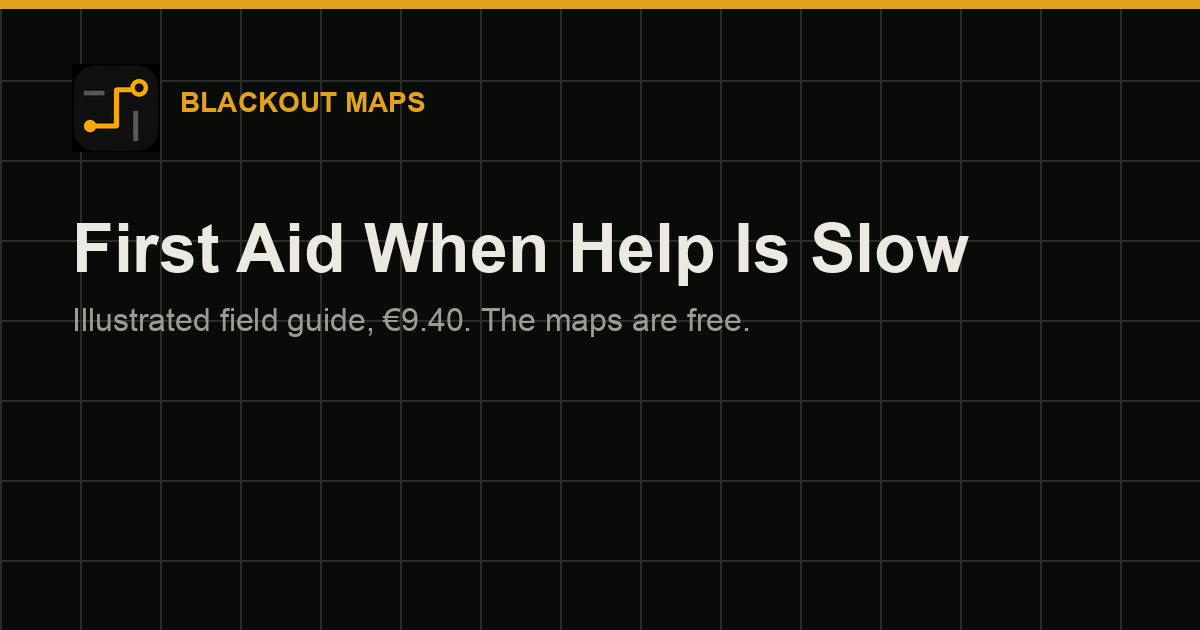 BLACKOUT MAPS
First Aid When Help Is Slow
Illustrated field guide, €9.40. The maps are free.